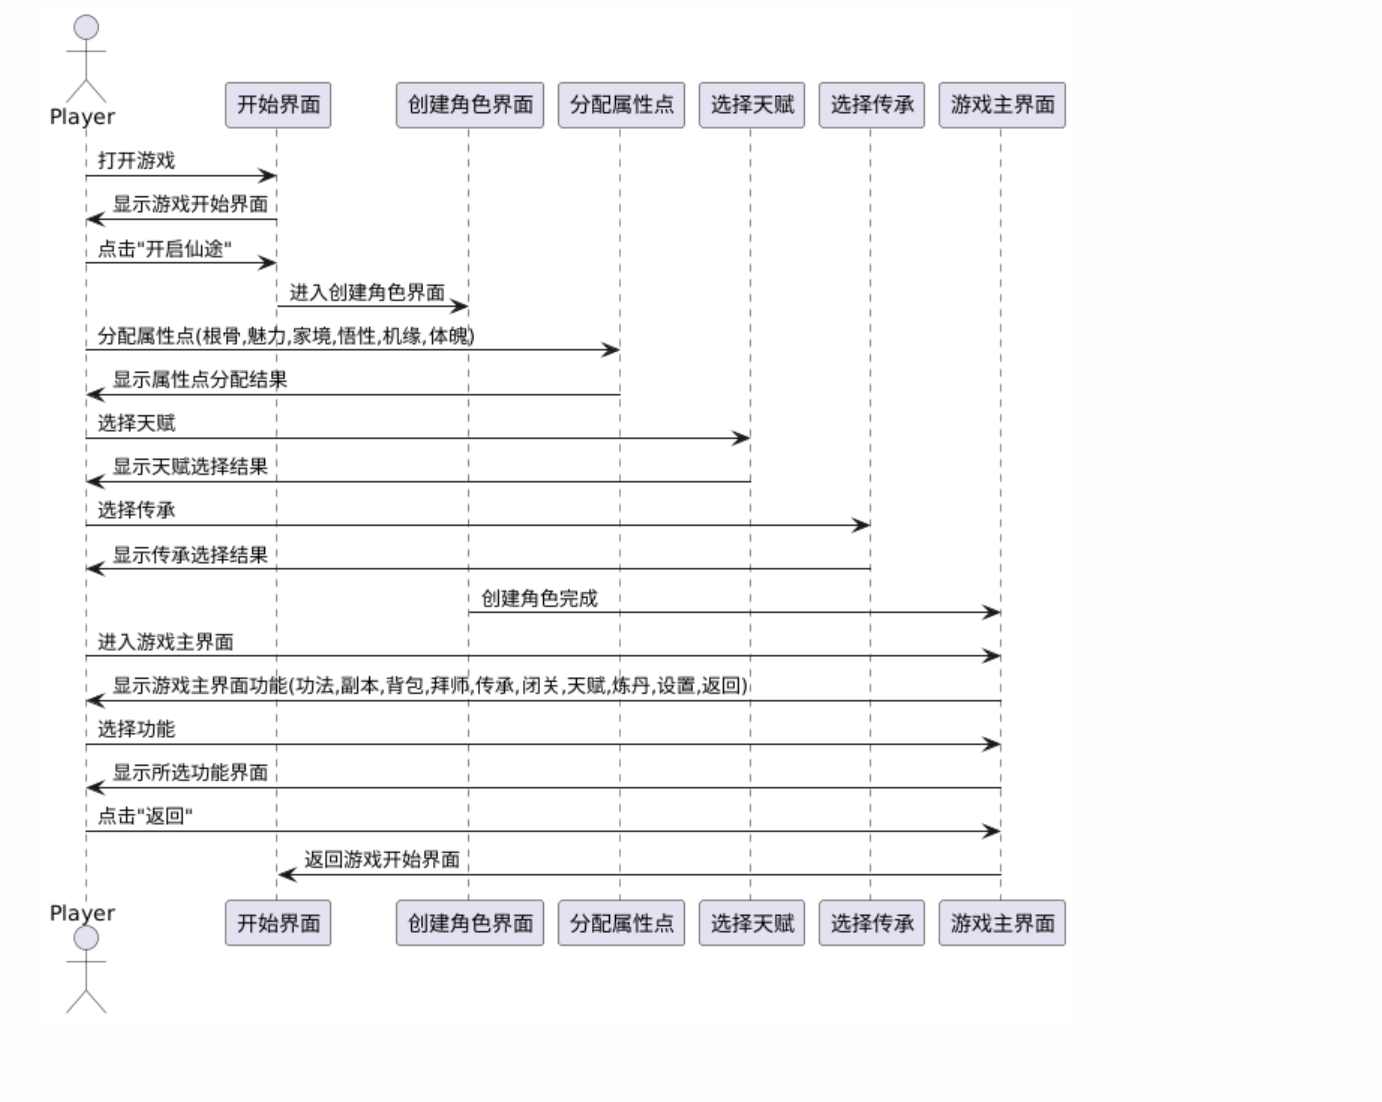 Player
开始界面
创建角色界面
分配属性点
选择天赋
选择传承
游戏主界面
打开游戏
显示游戏开始界面
点击"开启仙途"
进入创建角色界面
分配属性点(根骨,魅力,家境,悟性,机缘,体魄)
显示属性点分配结果
选择天赋
显示天赋选择结果
选择传承
显示传承选择结果
创建角色完成
进入游戏主界面
显示游戏主界面功能(功法,副本,背包,拜师,传承,闭关,天赋,炼丹,设置,返回)
选择功能
显示所选功能界面
点击"返回"
返回游戏开始界面
Player
开始界面
创建角色界面
分配属性点
选择天赋
选择传承
游戏主界面